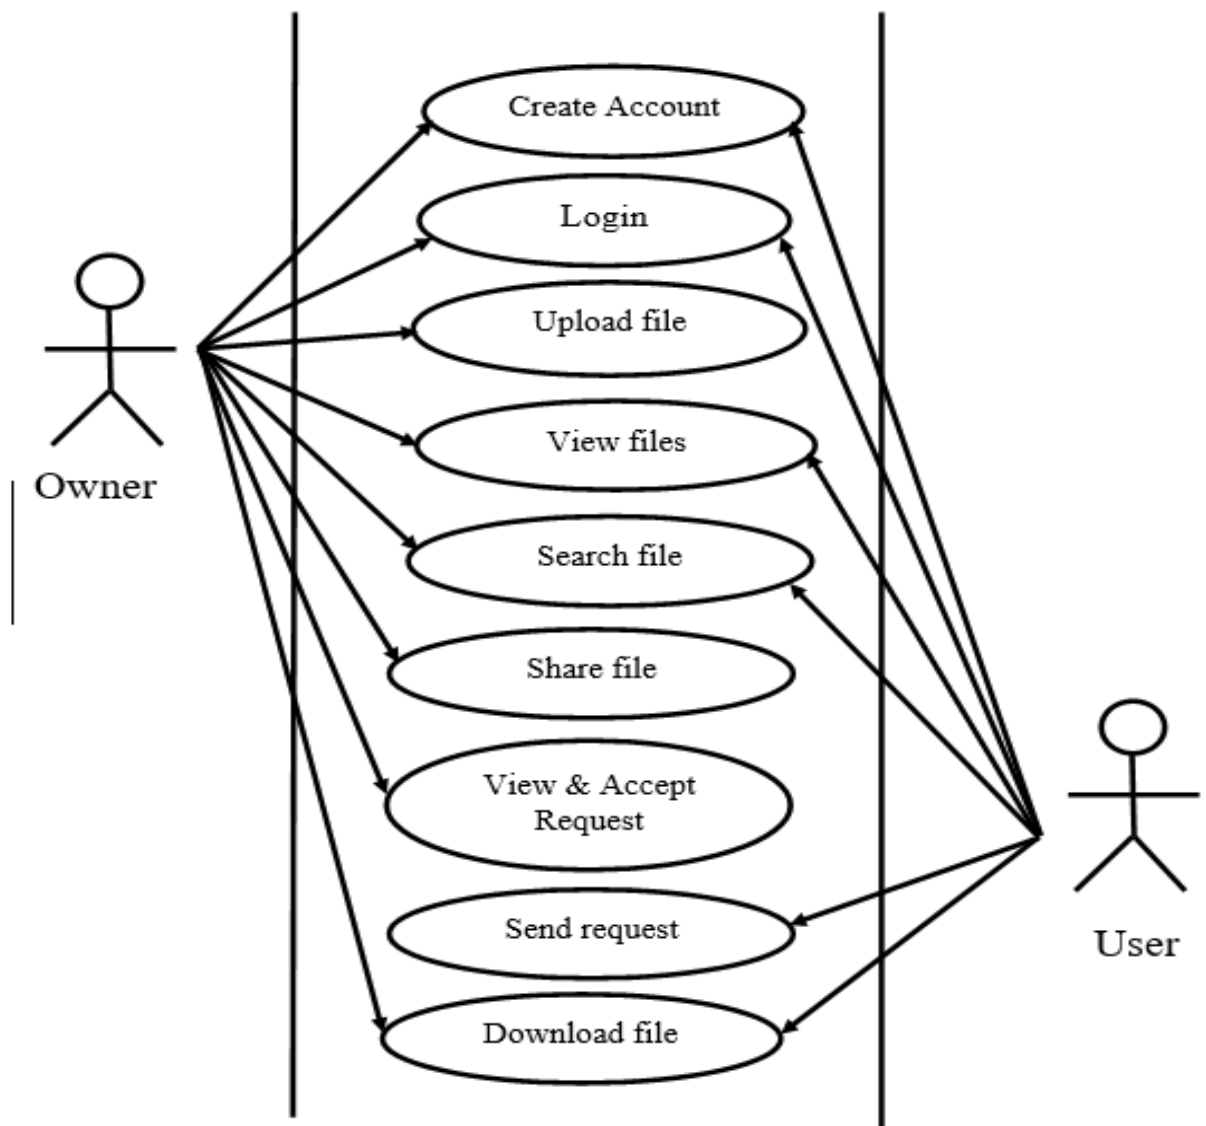 Create Account
Login
Upload file
View files
Owner
Search file
Share file
View & Accept
Request
Send request
User
Download file